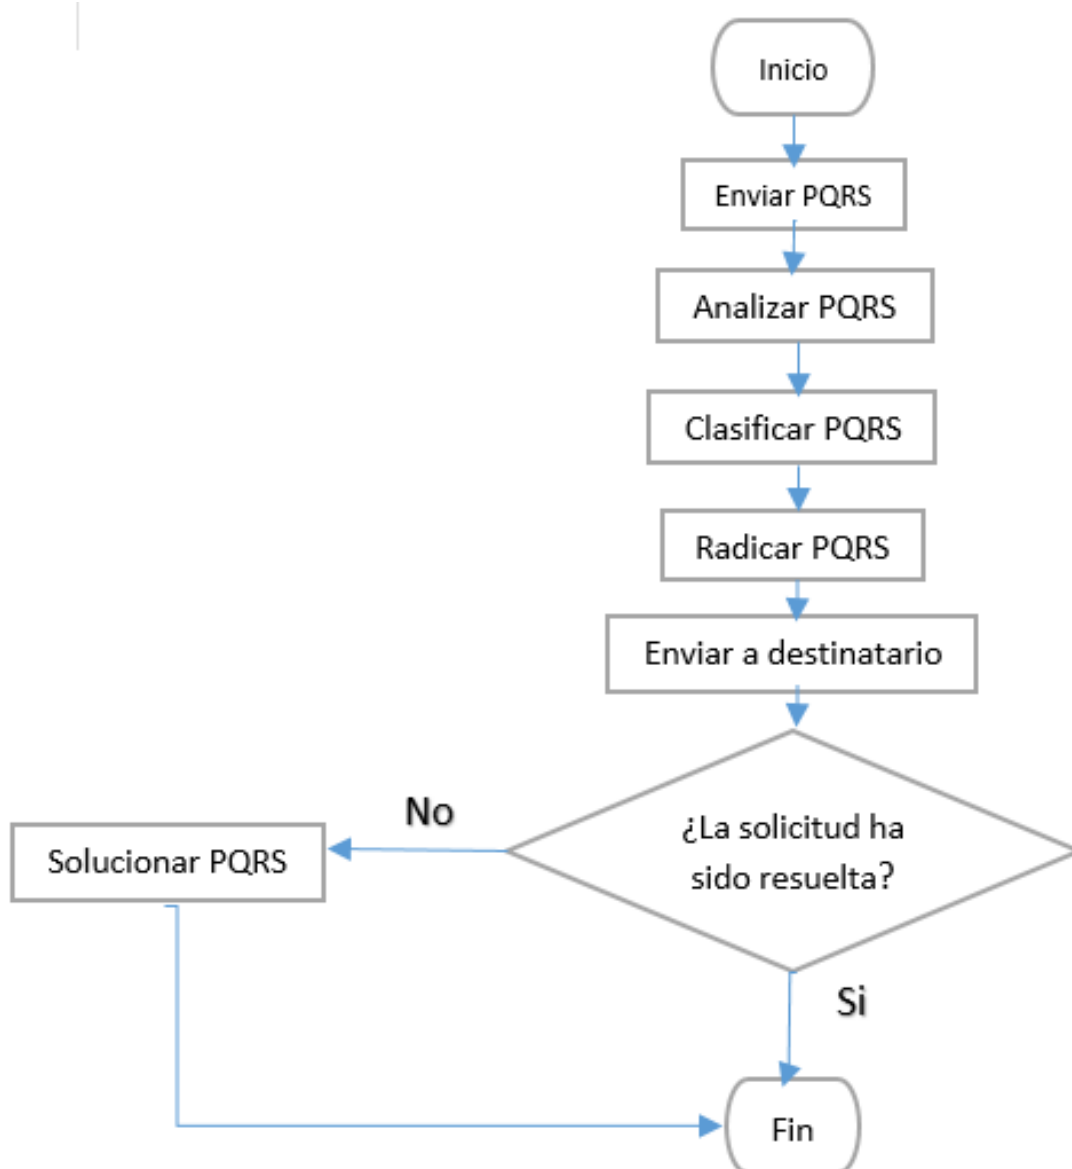 Inicio
Enviar PQRS
Analizar PQRS
Clasificar PQRS
Radicar PQRS
Enviar a destinatario
¿La solicitud ha
sido resuelta?
No
Solucionar PQRS
Si
Fin